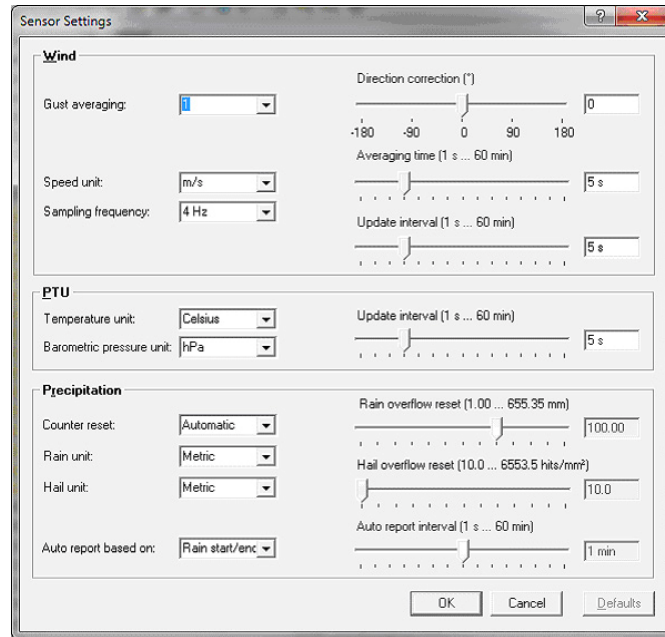 Sensor Settings
Wind
Direction correction (°)
Gust averaging: 1 0
-180 -90 0 90 180
Averaging time (1 s ... 60 min)
Speed unit: m/s 5 s
Sampling frequency: 4 Hz
Update interval (1 s ... 60 min)
5 s
PTU
Temperature unit: Celsius
Update interval (1 s ... 60 min)
Barometric pressure unit: hPa 5 s
Precipitation
Rain overflow reset (1.00 ... 655.35 mm)
Counter reset: Automatic 100.00
Rain unit: Metric
Hail overflow reset (10.0 ... 6553.5 hits/mm²)
Hail unit: Metric 10.0
Auto report interval (1 s ... 60 min)
Auto report based on: Rain start/enc 1 min
OK Cancel Defaults